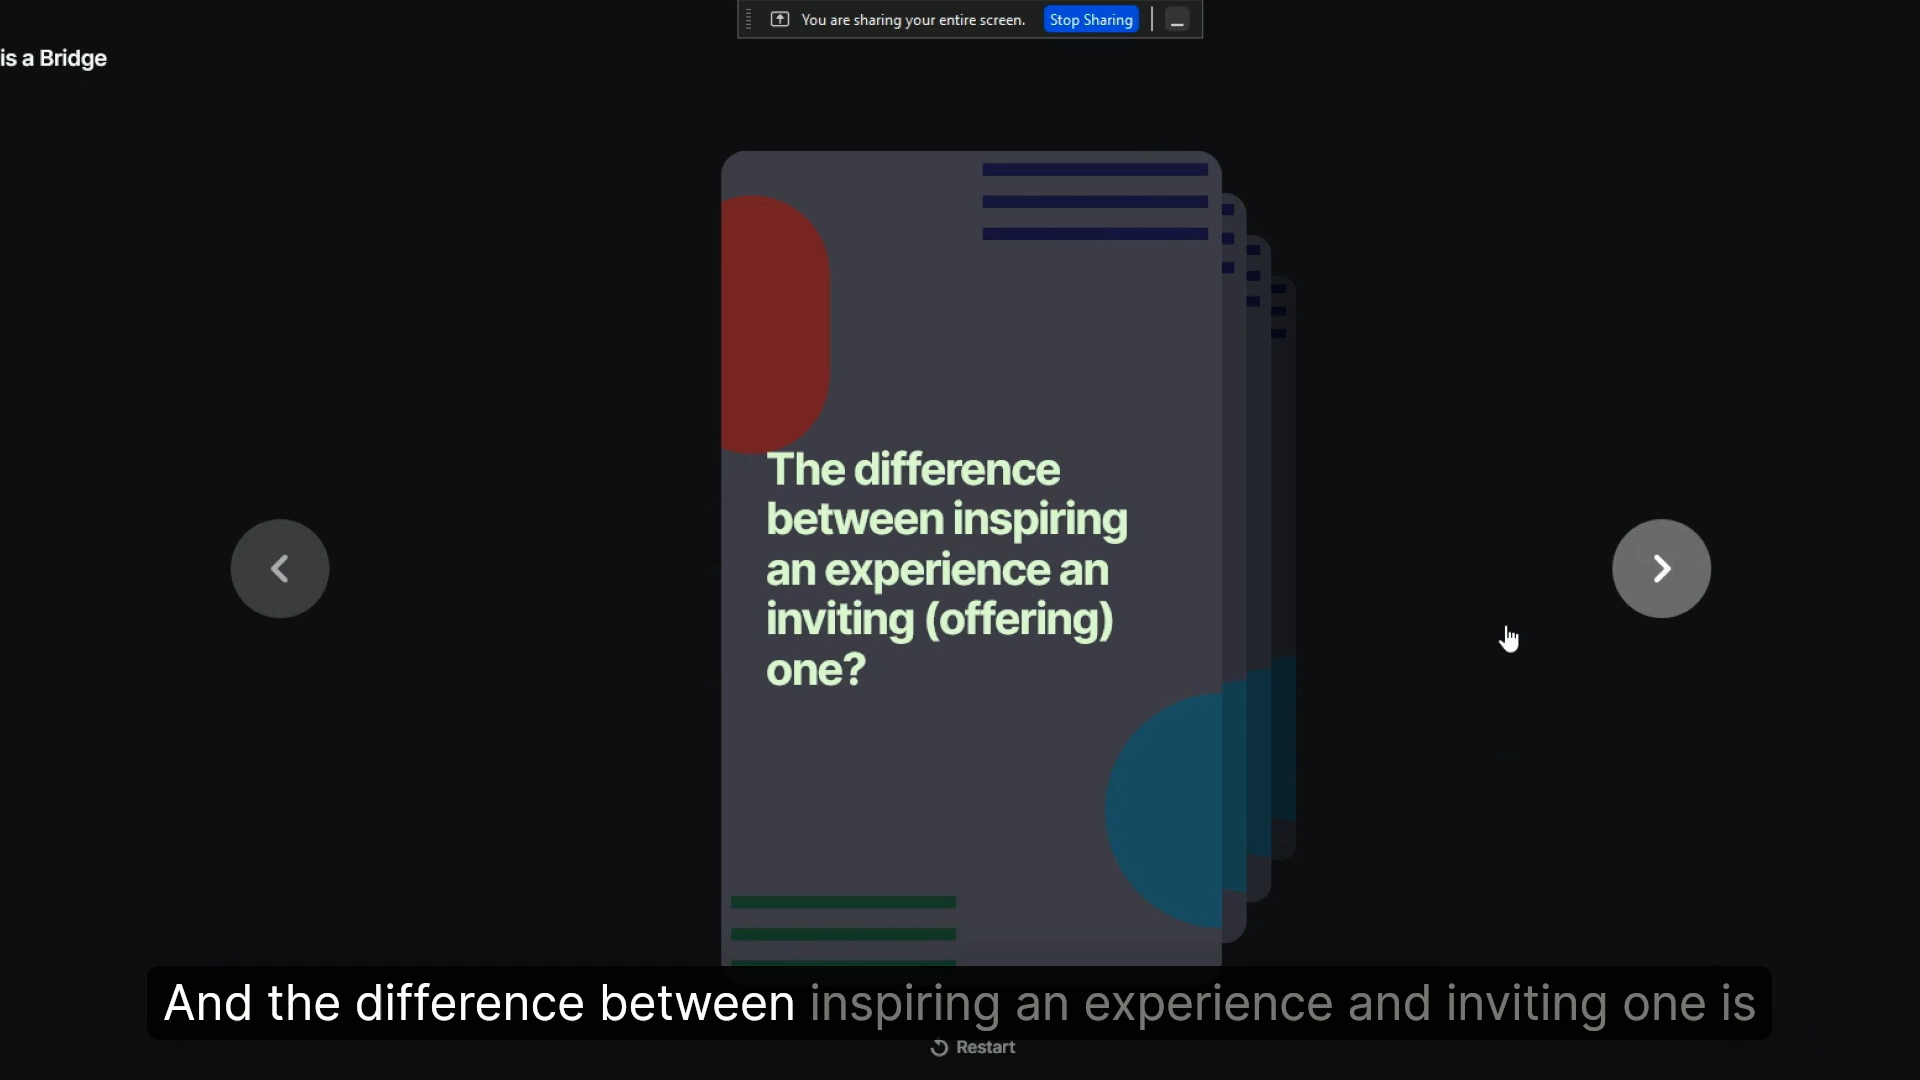 You are sharing your entire screen. Stop Sharing
is a Bridge
The difference
between inspiring
an experience an
inviting (offering)
one?
And the difference between inspiring an experience and inviting one is
Restart